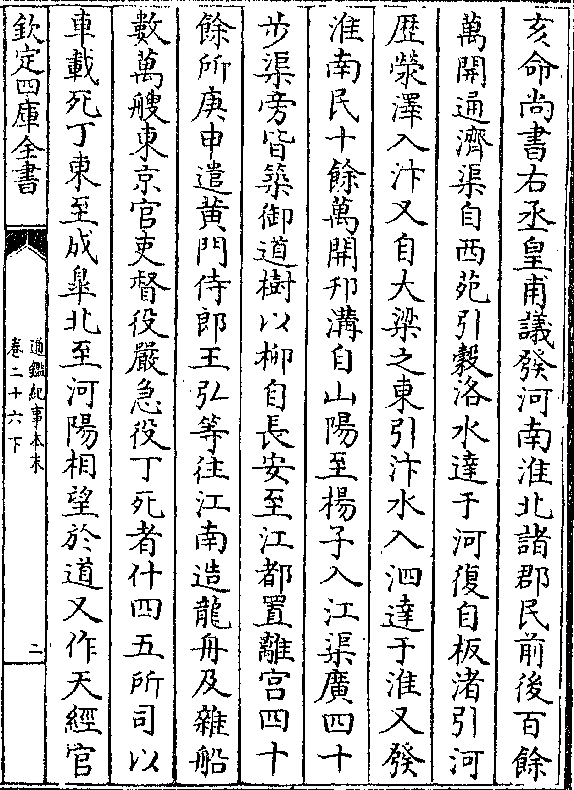 亥命尚書右丞皇甫議發河南淮北諸郡民前後百餘
萬開通濟渠自西苑引穀洛水達于河復自板渚引河
歴滎澤入汴又自大梁之東引汴水入泗達于淮又發
淮南民十餘萬開邗溝自山陽至楊子入江渠廣四十
步渠旁皆築御道樹以柳自長安至江都置離宫四十
餘所庚申遣黄門侍郎王弘等往江南造龍舟及雜船
數萬艘東京官吏督役嚴急役丁死者什四五所司以
車載死丁東至成臯北至河陽相望於道又作天經宫
欽定四庫全書
通鑑紀事本末
卷二十六下
二